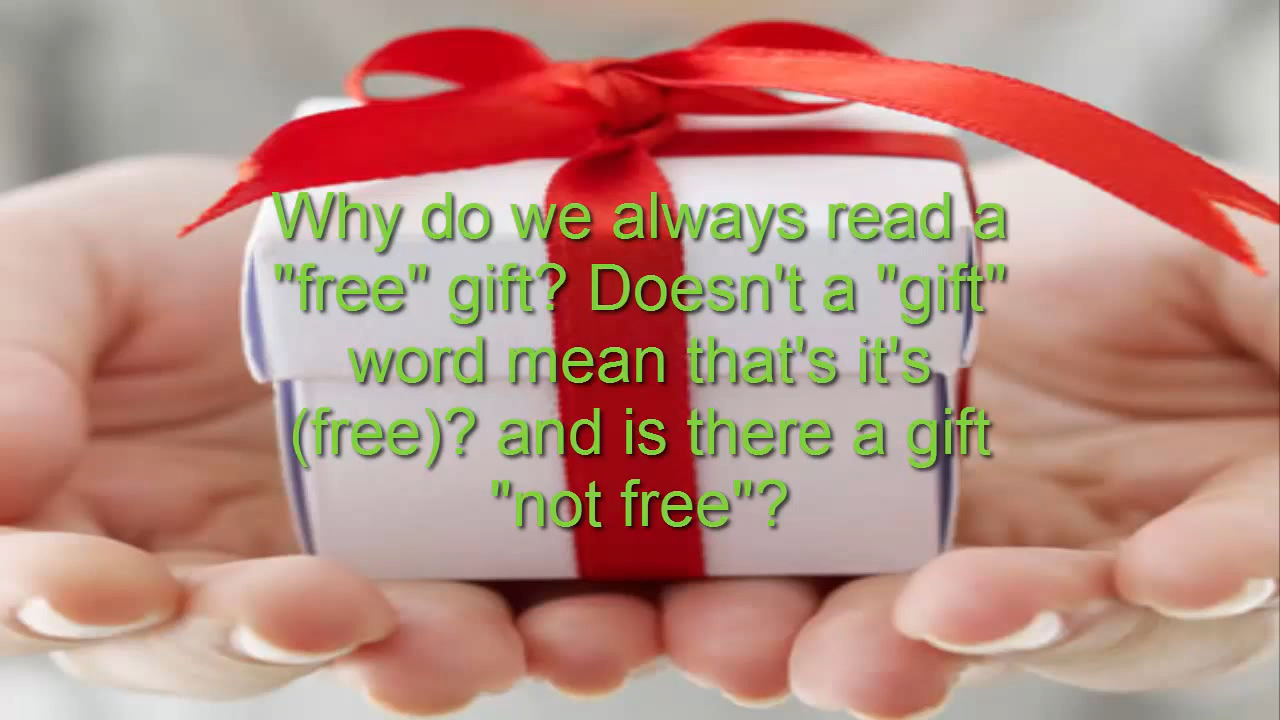 Why do we always read a
"free" gift? Doesn't a "gift"
word mean that's it's
(free)? and is there a gift
"not free"?